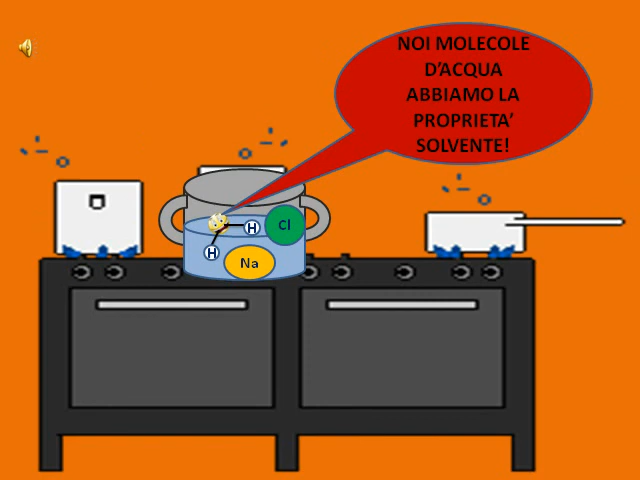 NOI MOLECOLE
D'ACQUA
ABBIAMO LA
PROPRIETA'
SOLVENTE!
H
Cl
H
Na